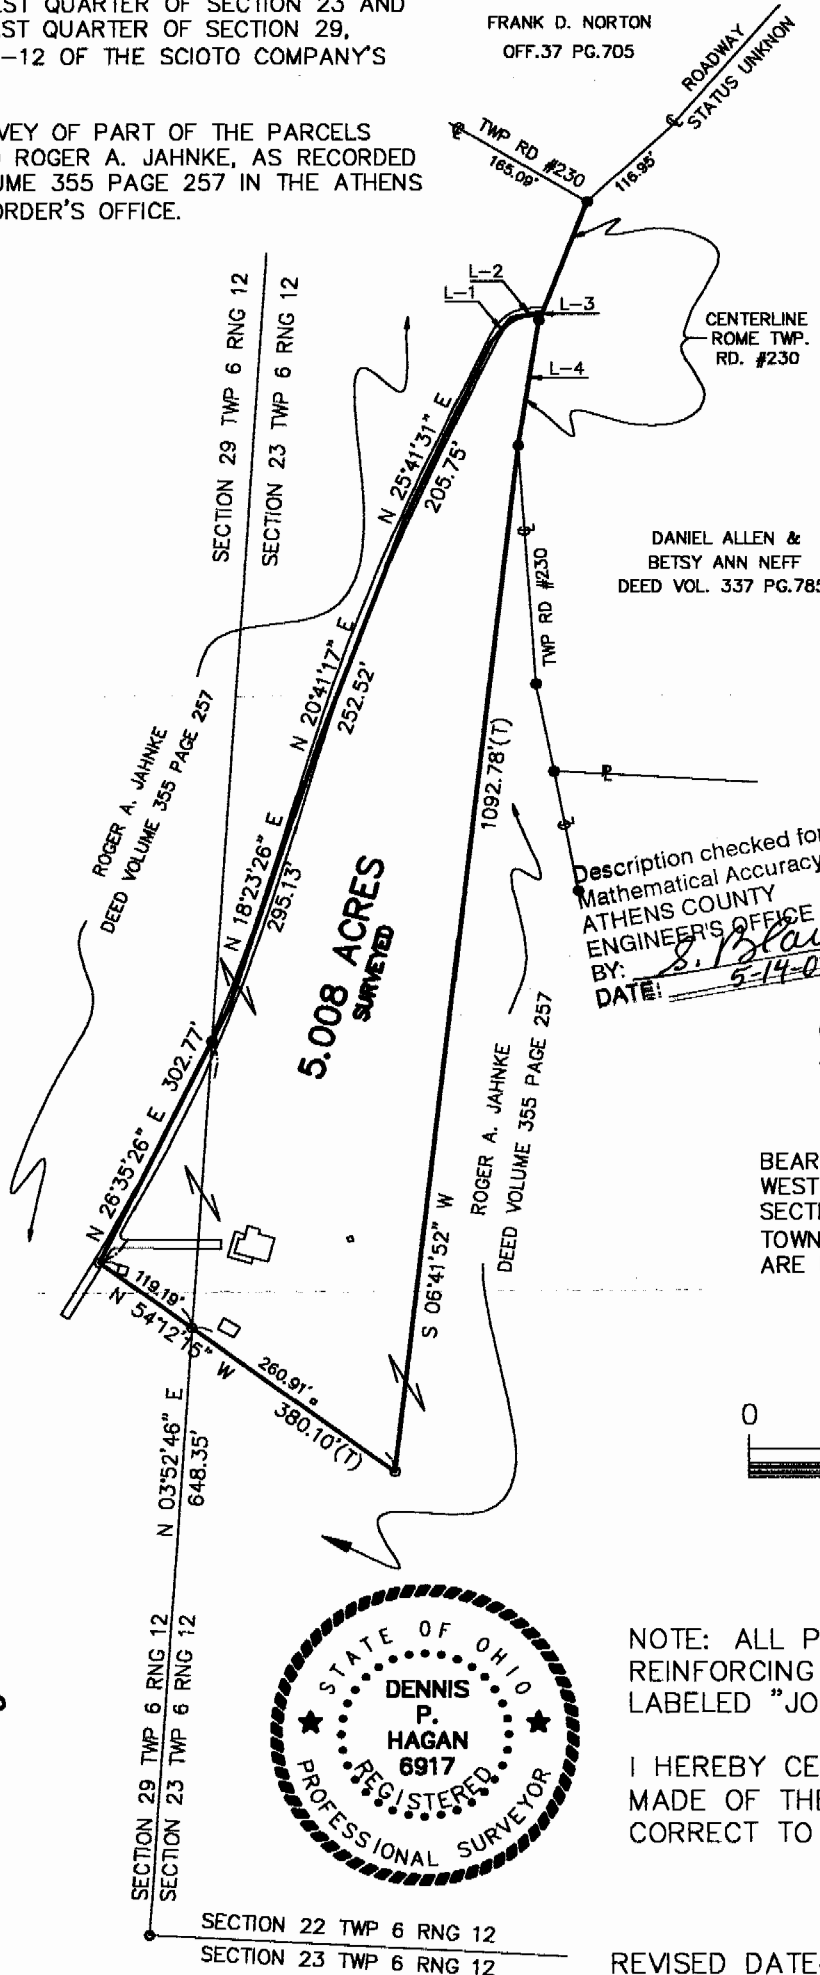 EST QUARTER OF SECTION 23 AND
ST QUARTER OF SECTION 29,
-12 OF THE SCIOTO COMPANY'S
VEY OF PART OF THE PARCELS
ROGER A. JAHNKE, AS RECORDED
UME 355 PAGE 257 IN THE ATHENS
ORDER'S OFFICE.
FRANK D. NORTON
OFF.37 PG.705
ROADWAY
STATUS UNKNON
TWP RD #230
165.09'
116.95'
L-2
L-1
L-3
L-4
CENTERLINE
ROME TWP.
RD. #230
SECTION 29 TWP 6 RNG 12
SECTION 23 TWP 6 RNG 12
N 25°41'31" E
205.75'
DANIEL ALLEN &
BETSY ANN NEFF
DEED VOL. 337 PG.785
TWP RD #230
N 20°41'17" E
252.52'
ROGER A. JAHNKE
DEED VOLUME 355 PAGE 257
1092.78'(T)
N 18°23'26" E
295.13'
5.008 ACRES
SURVEYED
Description checked for
Mathematical Accuracy
ATHENS COUNTY
ENGINEER'S OFFICE
BY: S. Blai
DATE: 5-14-0
N 26°35'26" E 302.77'
ROGER A. JAHNKE
DEED VOLUME 355 PAGE 257
S 06°41'52" W
BEAR
WEST
SECTI
TOWN
ARE
119.19'
N 54°12'15" W
260.91'
380.10'(T)
N 03°52'46" E
648.35'
0
SECTION 29 TWP 6 RNG 12
SECTION 23 TWP 6 RNG 12
STATE OF OHIO
DENNIS
P.
HAGAN
6917
REGISTERED
PROFESSIONAL SURVEYOR
NOTE: ALL P
REINFORCING
LABELED "JO
I HEREBY CE
MADE OF THE
CORRECT TO
SECTION 22 TWP 6 RNG 12
SECTION 23 TWP 6 RNG 12
REVISED DATE